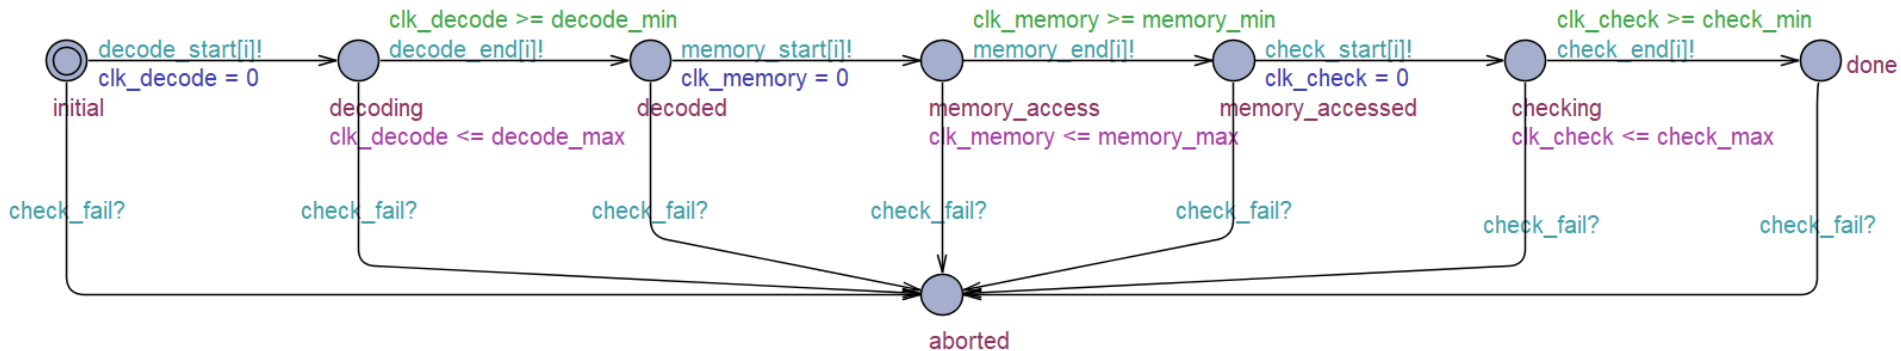 clk_decode >= decode_min
clk_memory >= memory_min
clk_check >= check_min
decode_start[i]!
decode_end[i]!
memory_start[i]!
memory_end[i]!
check_start[i]!
check_end[i]!
clk_decode = 0
clk_memory = 0
clk_check = 0
done
initial
decoding
decoded
memory_access
memory_accessed
checking
clk_decode <= decode_max
clk_memory <= memory_max
clk_check <= check_max
check_fail?
check_fail?
check_fail?
check_fail?
check_fail?
check_fail?
check_fail?
aborted